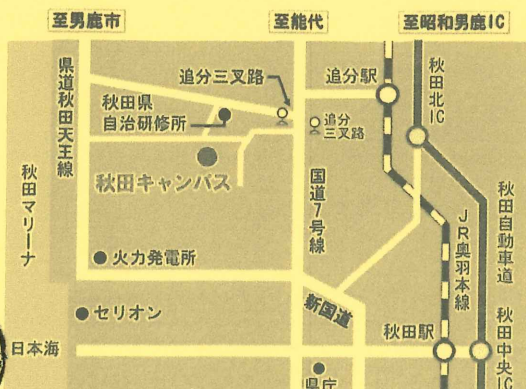 至男鹿市
至能代
至昭和男鹿IC
県道秋田天王線
追分三叉路
追分駅
秋田北IC
秋田県
自治研修所
追分
三叉路
秋田キャンパス
国道7号線
秋田マリーナ
秋田自動車道
JR奥羽本線
火力発電所
新国道
セリオン
秋田駅
秋田中央IC
日本海
県庁